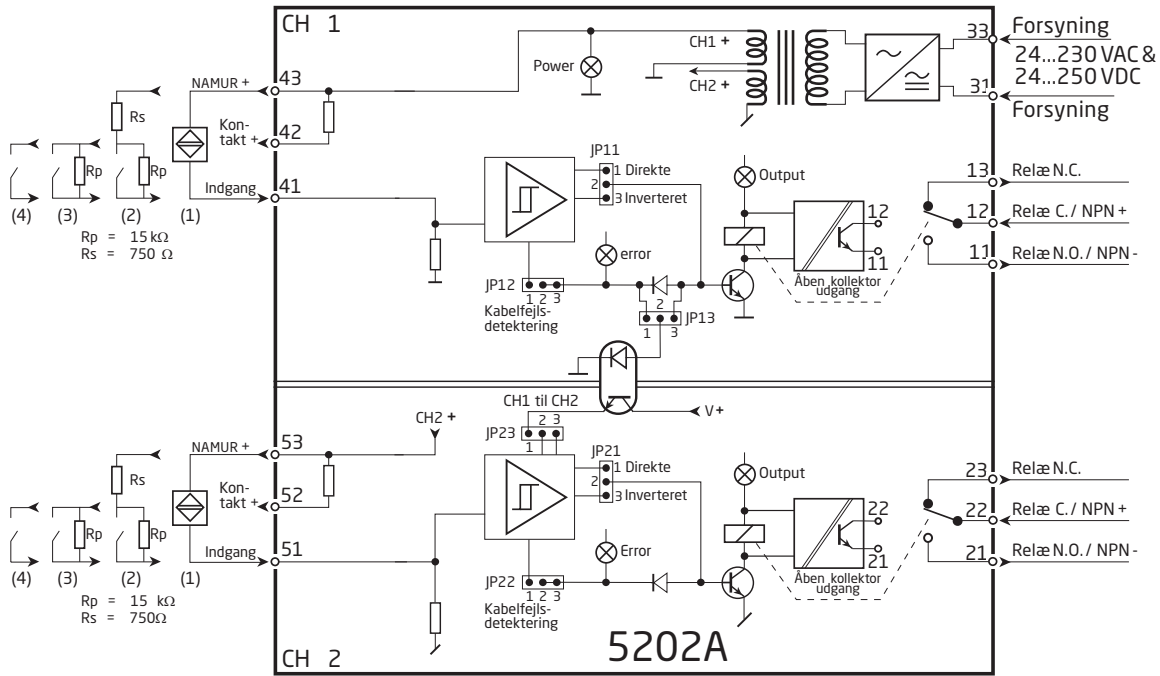 CH 1
33
Forsyning
24...230 VAC &
24...250 VDC
31
Forsyning
CH1 +
CH2 +
Power
NAMUR +
43
Kon-
takt +
42
Indgang
41
Rs
Rp
Rp
(4)
(3)
(2)
(1)
Rp = 15 kΩ
Rs = 750 Ω
JP11
1 Direkte
2
3 Inverteret
error
JP12
1 2 3
Kabelfejls-
detektering
2
1
3
JP13
Output
12
11
Åben kollektor
udgang
13
Relæ N.C.
12
Relæ C. / NPN +
11
Relæ N.O. / NPN -
CH1 til CH2
V+
CH2 +
NAMUR +
53
Kon-
takt +
52
Indgang
51
Rs
Rp
Rp
(4)
(3)
(2)
(1)
Rp = 15 kΩ
Rs = 750Ω
JP23
2 3
1
JP21
1 Direkte
2
3 Inverteret
Error
JP22
1 2 3
Kabelfejls-
detektering
Output
22
21
Åben kollektor
udgang
23
Relæ N.C.
22
Relæ C. / NPN +
21
Relæ N.O. / NPN -
5202A
CH 2